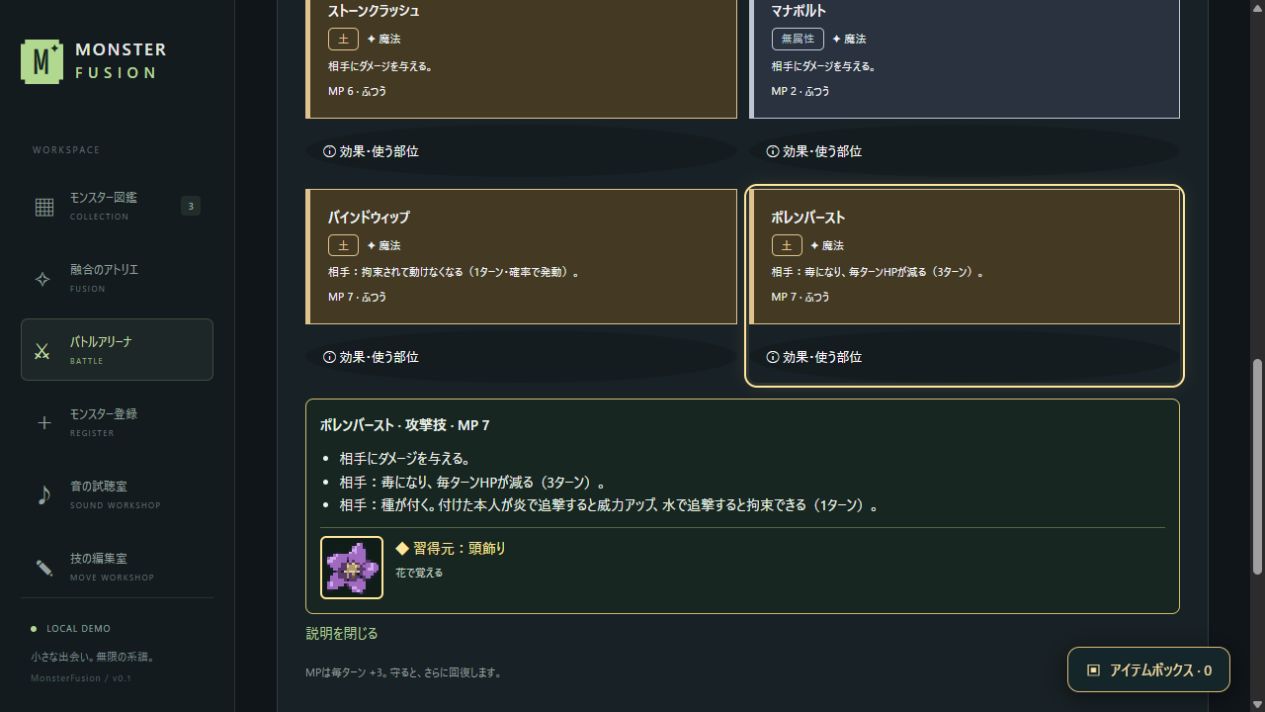 MONSTER
FUSION
WORKSPACE
モンスター図鑑
COLLECTION
3
融合のアトリエ
FUSION
バトルアリーナ
BATTLE
モンスター登録
REGISTER
音の試聴室
SOUND WORKSHOP
技の編集室
MOVE WORKSHOP
LOCAL DEMO
小さな出会い。無限の系譜。
MonsterFusion / v0.1
ストーンクラッシュ
土 ✦ 魔法
相手にダメージを与える。
MP 6 · ふつう
ⓘ 効果・使う部位
マナボルト
無属性 ✦ 魔法
相手にダメージを与える。
MP 2 · ふつう
ⓘ 効果・使う部位
バインドウィップ
土 ✦ 魔法
相手：拘束されて動けなくなる（1ターン・確率で発動）。
MP 7 · ふつう
ⓘ 効果・使う部位
ポレンバースト
土 ✦ 魔法
相手：毒になり、毎ターンHPが減る（3ターン）。
MP 7 · ふつう
ⓘ 効果・使う部位
ポレンバースト · 攻撃技 · MP 7
• 相手にダメージを与える。
• 相手：毒になり、毎ターンHPが減る（3ターン）。
• 相手：種が付く。付けた本人が炎で追撃すると威力アップ、水で追撃すると拘束できる（1ターン）。
◆ 習得元：頭飾り
花で覚える
説明を閉じる
MPは毎ターン +3。守ると、さらに回復します。
アイテムボックス · 0